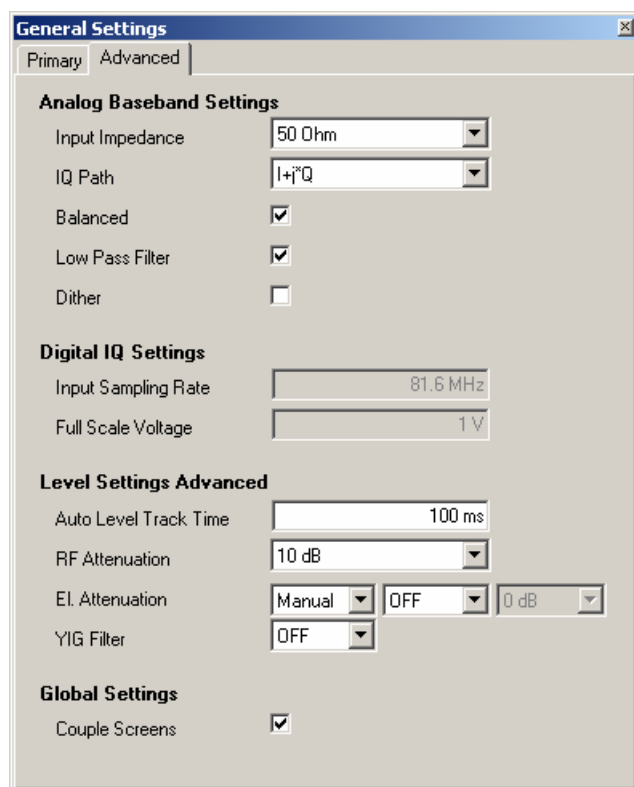 General Settings
Primary Advanced
Analog Baseband Settings
Input Impedance 50 Ohm
IQ Path I+j*Q
Balanced
Low Pass Filter
Dither
Digital IQ Settings
Input Sampling Rate 81.6 MHz
Full Scale Voltage 1 V
Level Settings Advanced
Auto Level Track Time 100 ms
RF Attenuation 10 dB
El. Attenuation Manual OFF 0 dB
YIG Filter OFF
Global Settings
Couple Screens